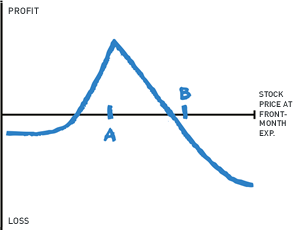 PROFIT
B
STOCK
PRICE AT
FRONT-
MONTH
EXP.
A
LOSS